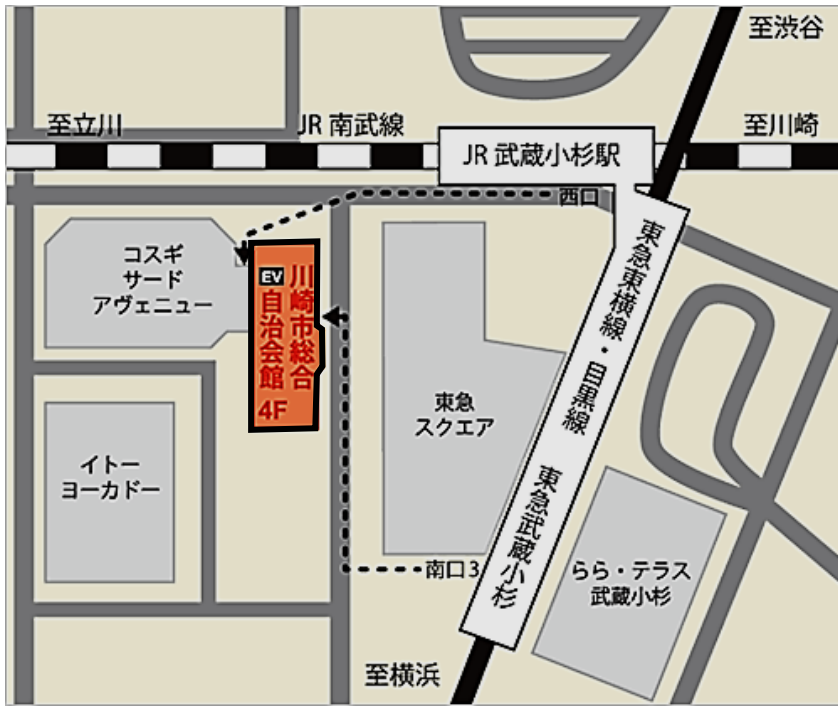 至渋谷
至立川
JR 南武線
至川崎
JR 武蔵小杉駅
西口
コスギ
サード
アヴェニュー
川崎市総合
自治会館
EV
4F
東急東横線・目黒線 東急武蔵小杉
東急
スクエア
イトー
ヨーカドー
南口3
らら・テラス
武蔵小杉
至横浜